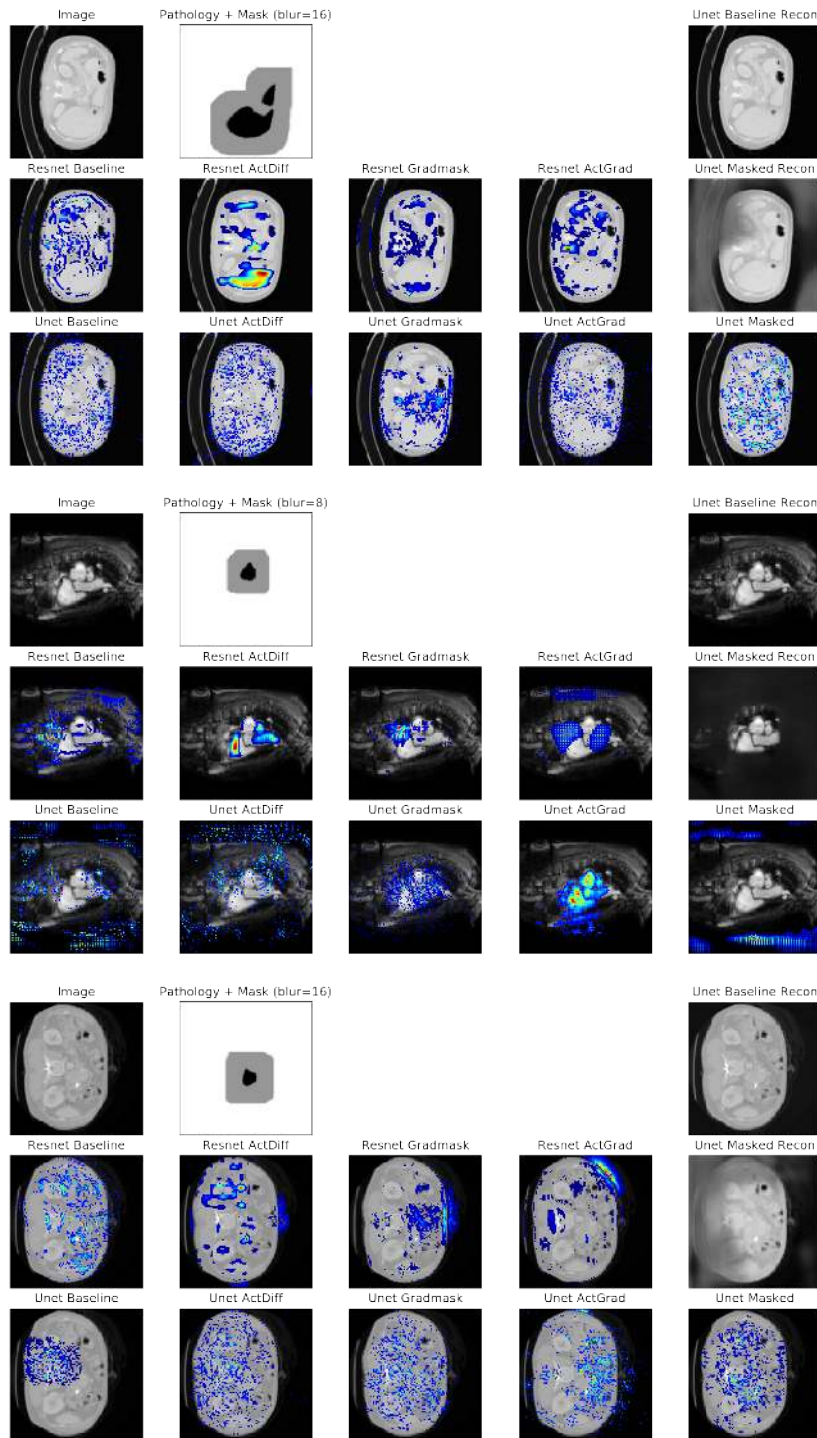 Image Pathology + Mask (blur=16) Unet Baseline Recon
Resnet Baseline Resnet ActDiff Resnet Gradmask Resnet ActGrad Unet Masked Recon
Unet Baseline Unet ActDiff Unet Gradmask Unet ActGrad Unet Masked
Image Pathology + Mask (blur=8) Unet Baseline Recon
Resnet Baseline Resnet ActDiff Resnet Gradmask Resnet ActGrad Unet Masked Recon
Unet Baseline Unet ActDiff Unet Gradmask Unet ActGrad Unet Masked
Image Pathology + Mask (blur=16) Unet Baseline Recon
Resnet Baseline Resnet ActDiff Resnet Gradmask Resnet ActGrad Unet Masked Recon
Unet Baseline Unet ActDiff Unet Gradmask Unet ActGrad Unet Masked